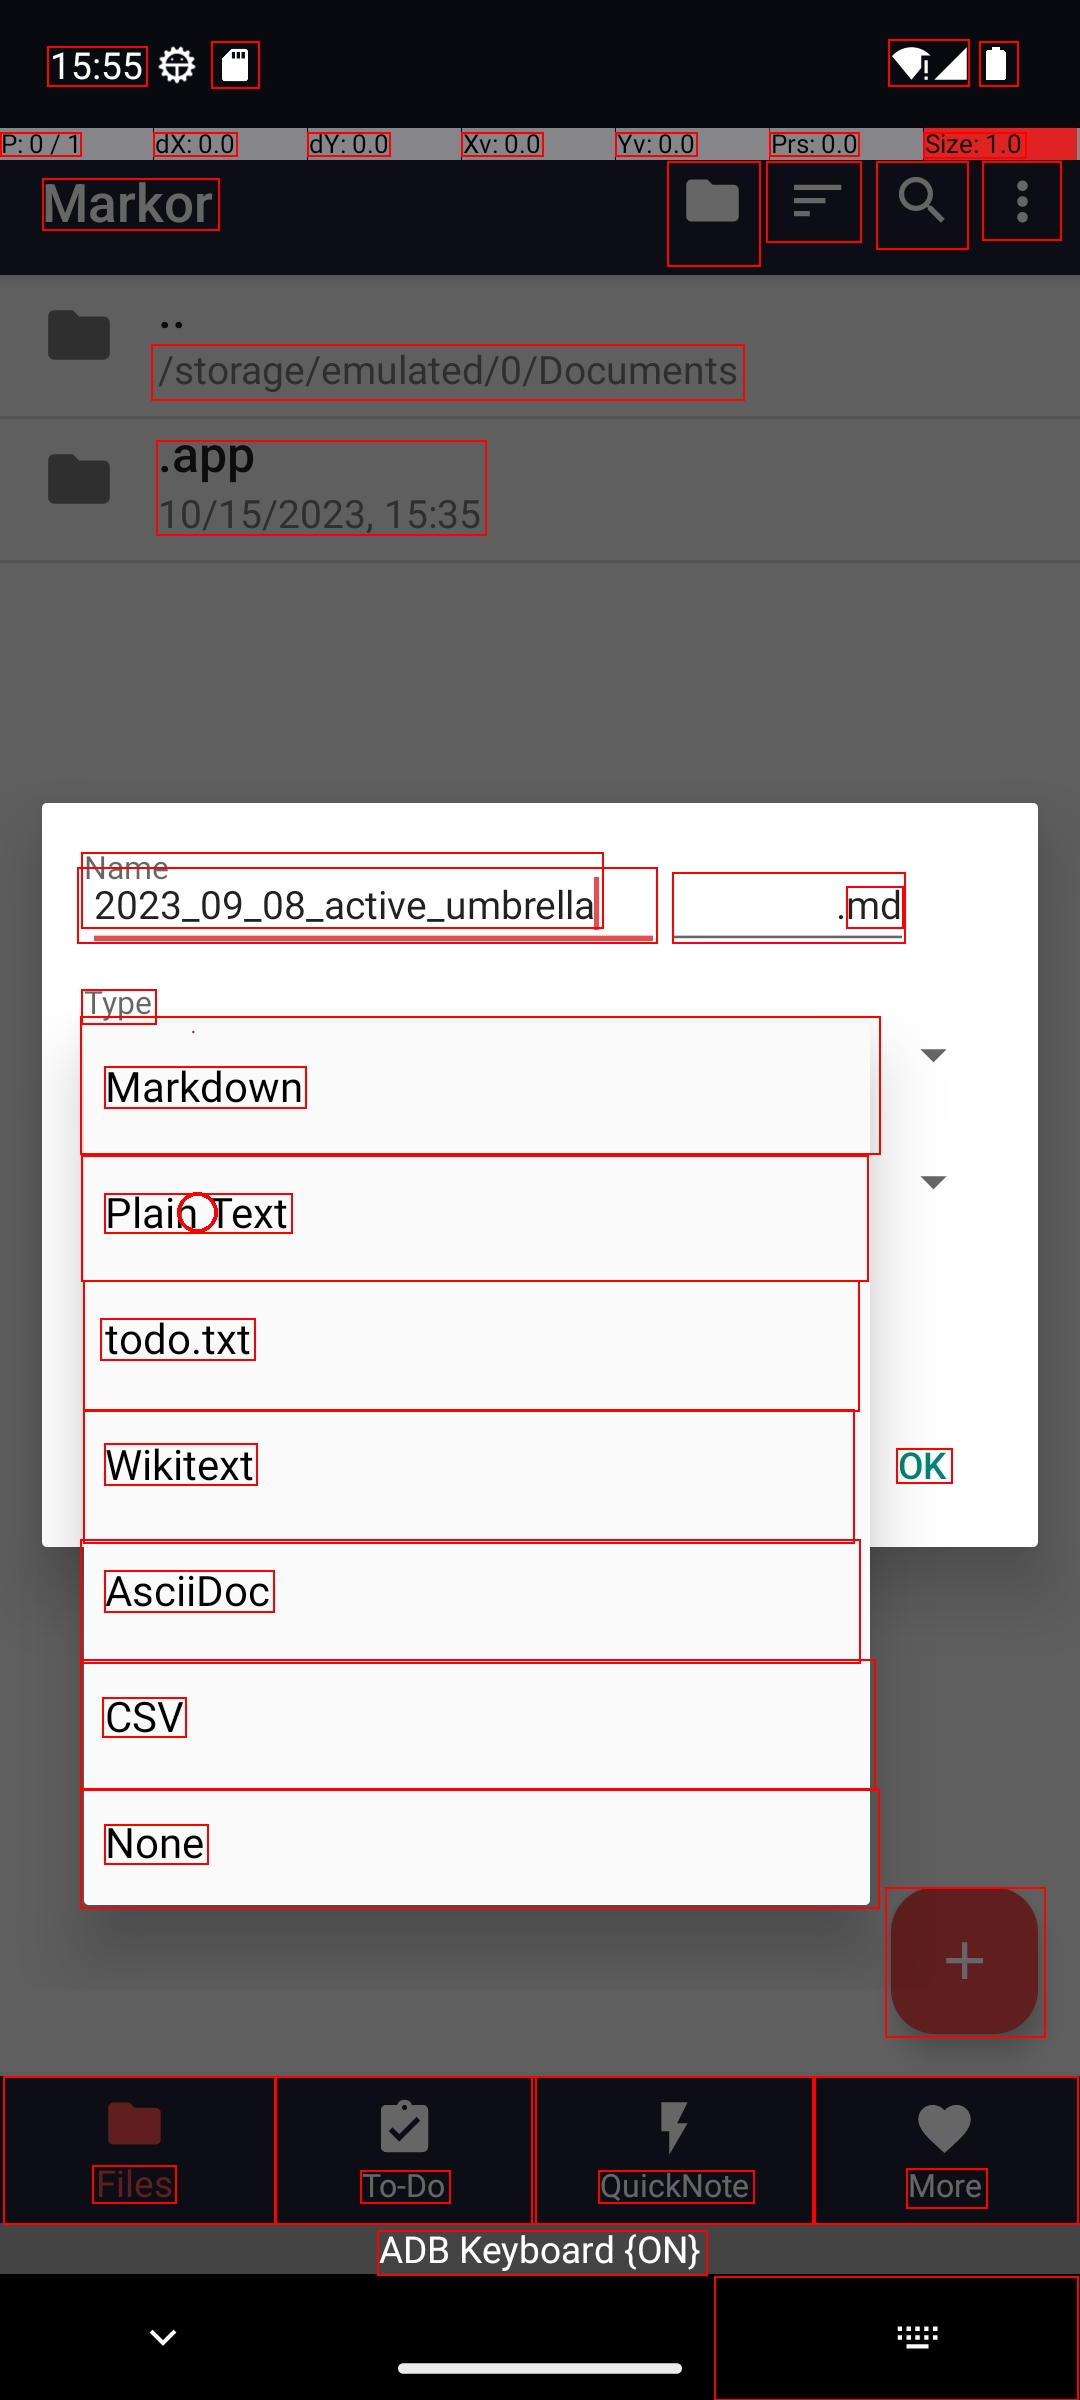 15:55
P: 0 / 1 dX: 0.0 dY: 0.0 Xv: 0.0 Yv: 0.0 Prs: 0.0 Size: 1.0
Markor
..
/storage/emulated/0/Documents
.app
10/15/2023, 15:35
Name
2023_09_08_active_umbrella .md
Type
Markdown
Plain Text
todo.txt
Wikitext
OK
AsciiDoc
CSV
None
Files To-Do QuickNote More
ADB Keyboard {ON}